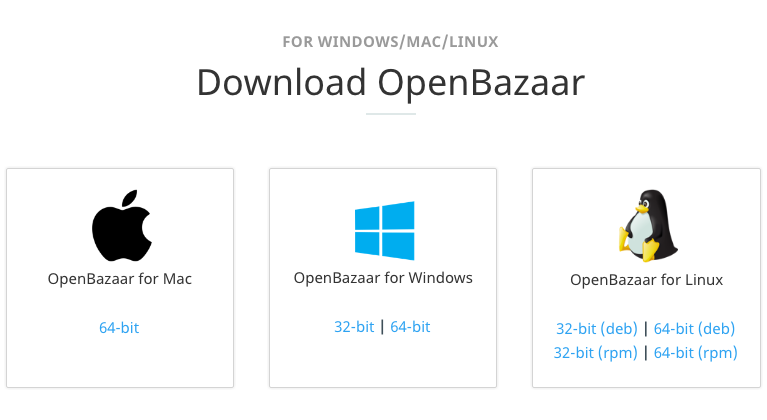 FOR WINDOWS/MAC/LINUX
Download OpenBazaar
OpenBazaar for Mac
64-bit
OpenBazaar for Windows
32-bit | 64-bit
OpenBazaar for Linux
32-bit (deb) | 64-bit (deb)
32-bit (rpm) | 64-bit (rpm)